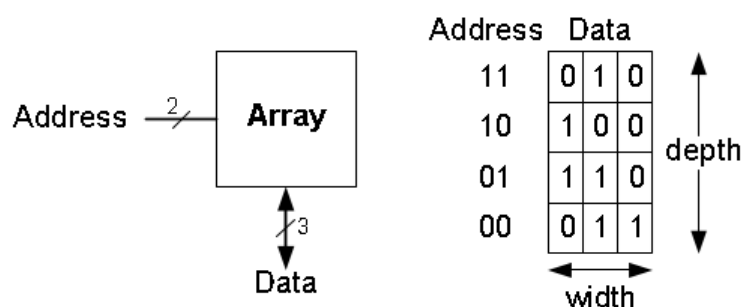 Address
2
Array
3
Data
Address Data
11 0 1 0
10 1 0 0
01 1 1 0
00 0 1 1
depth
width